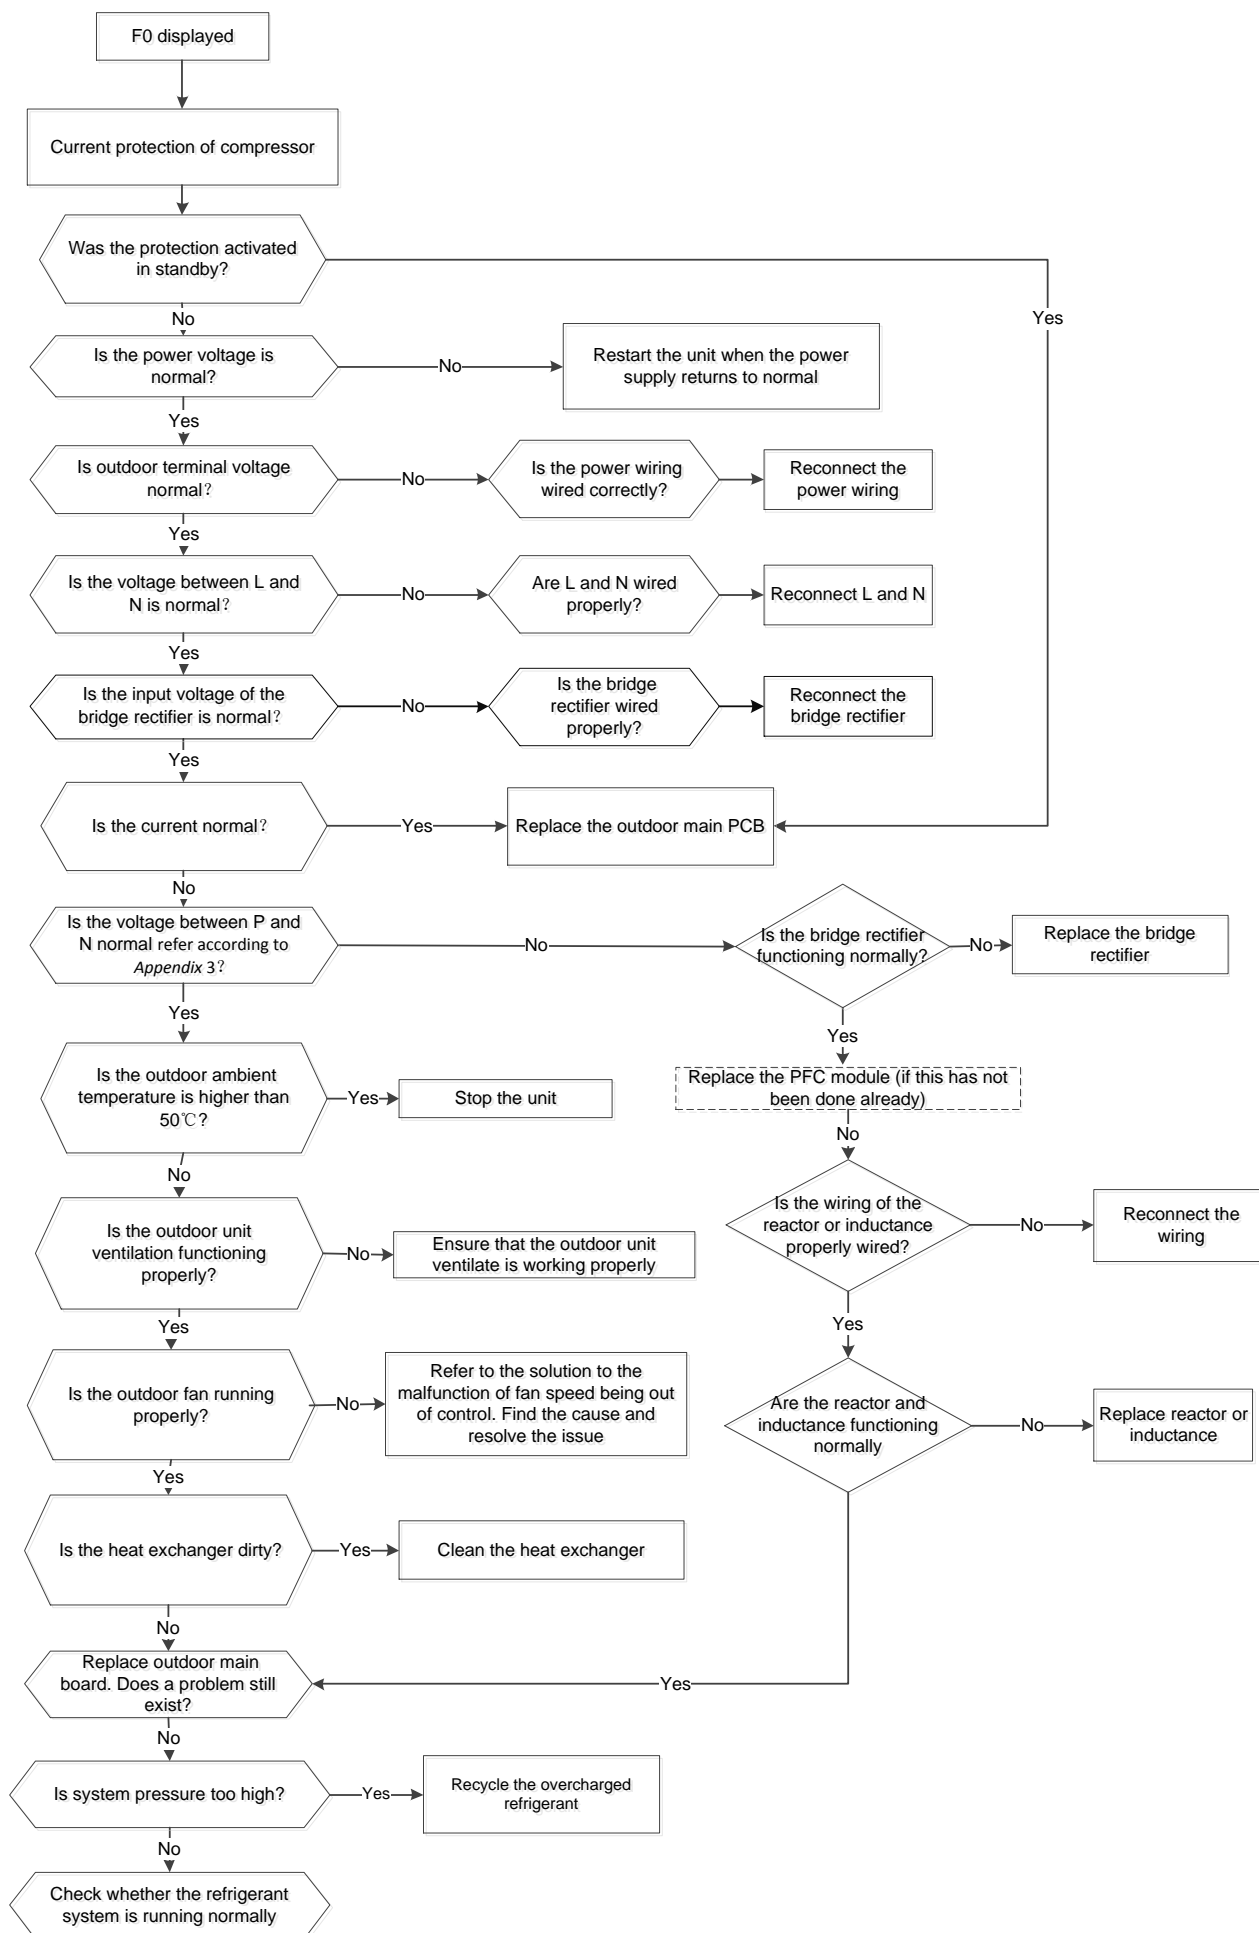 F0 displayed
Current protection of compressor
Was the protection activated
in standby?
Yes
No
Is the power voltage is
normal?
No
Restart the unit when the power
supply returns to normal
Yes
Is outdoor terminal voltage
normal?
No
Is the power wiring
wired correctly?
Reconnect the
power wiring
Yes
Is the voltage between L and
N is normal?
No
Are L and N wired
properly?
Reconnect L and N
Yes
Is the input voltage of the
bridge rectifier is normal?
No
Is the bridge
rectifier wired
properly?
Reconnect the
bridge rectifier
Yes
Is the current normal?
Yes
Replace the outdoor main PCB
No
Is the voltage between P and
N normal refer according to
Appendix 3?
No
Is the bridge rectifier
functioning normally?
No
Replace the bridge
rectifier
Yes
Yes
Is the outdoor ambient
temperature is higher than
50℃?
Yes
Stop the unit
Replace the PFC module (if this has not
been done already)
No
No
Is the outdoor unit
ventilation functioning
properly?
No
Ensure that the outdoor unit
ventilate is working properly
Is the wiring of the
reactor or inductance
properly wired?
No
Reconnect the
wiring
Yes
Yes
Is the outdoor fan running
properly?
No
Refer to the solution to the
malfunction of fan speed being out
of control. Find the cause and
resolve the issue
Are the reactor and
inductance functioning
normally
No
Replace reactor or
inductance
Yes
Is the heat exchanger dirty?
Yes
Clean the heat exchanger
No
Replace outdoor main
board. Does a problem still
exist?
Yes
No
Is system pressure too high?
Yes
Recycle the overcharged
refrigerant
No
Check whether the refrigerant
system is running normally